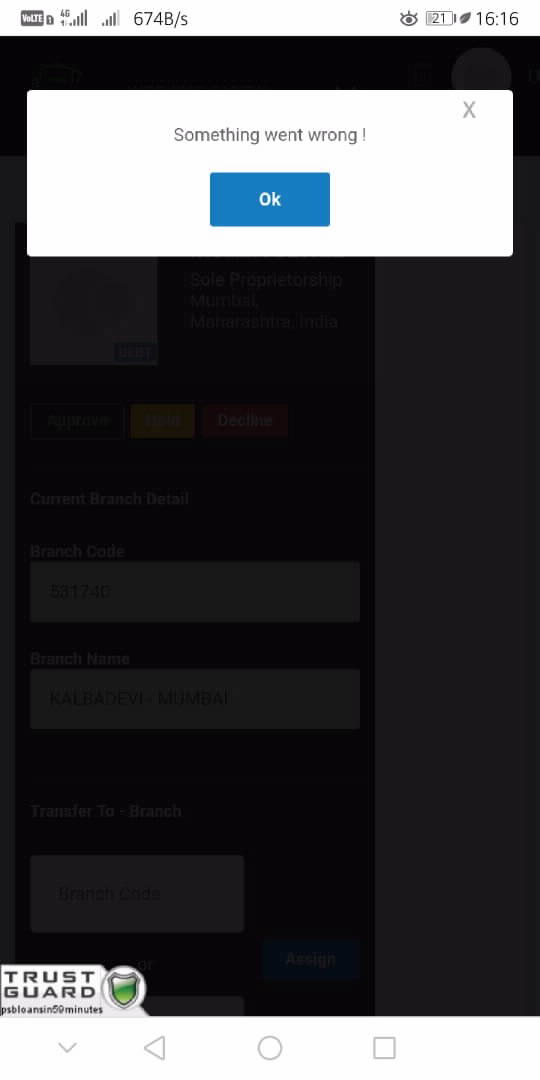 VoLTE 4G 674B/s 21 16:16
X
Something went wrong !
Ok
Sole Proprietorship
Mumbai,
Maharashtra, India
DEBT
Approve Hold Decline
Current Branch Detail
Branch Code
531740
Branch Name
KALBADEVI - MUMBAI
Transfer To - Branch
Branch Code
or Assign
TRUST
GUARD
psbloansin59minutes